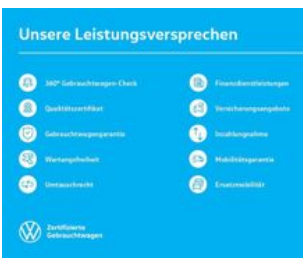 Unsere Leistungsversprechen
360° Gebrauchtwagen-Check
Qualitätszertifikat
Gebrauchtwagengarantie
Wartungsfreiheit
Umtauschrecht
Finanzdienstleistungen
Versicherungsangebote
Inzahlungnahme
Mobilitätsgarantie
Ersatzmobilität
Zertifizierte
Gebrauchtwagen